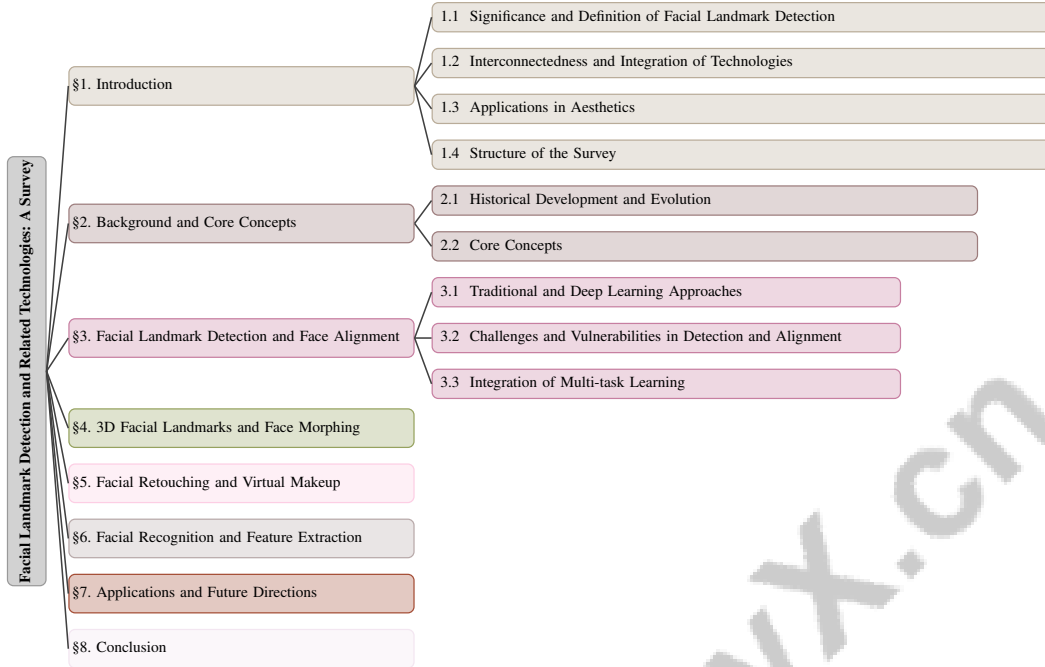 Facial Landmark Detection and Related Technologies: A Survey
§1. Introduction
1.1 Significance and Definition of Facial Landmark Detection
1.2 Interconnectedness and Integration of Technologies
1.3 Applications in Aesthetics
1.4 Structure of the Survey
§2. Background and Core Concepts
2.1 Historical Development and Evolution
2.2 Core Concepts
§3. Facial Landmark Detection and Face Alignment
3.1 Traditional and Deep Learning Approaches
3.2 Challenges and Vulnerabilities in Detection and Alignment
3.3 Integration of Multi-task Learning
§4. 3D Facial Landmarks and Face Morphing
§5. Facial Retouching and Virtual Makeup
§6. Facial Recognition and Feature Extraction
§7. Applications and Future Directions
§8. Conclusion
vx.cn